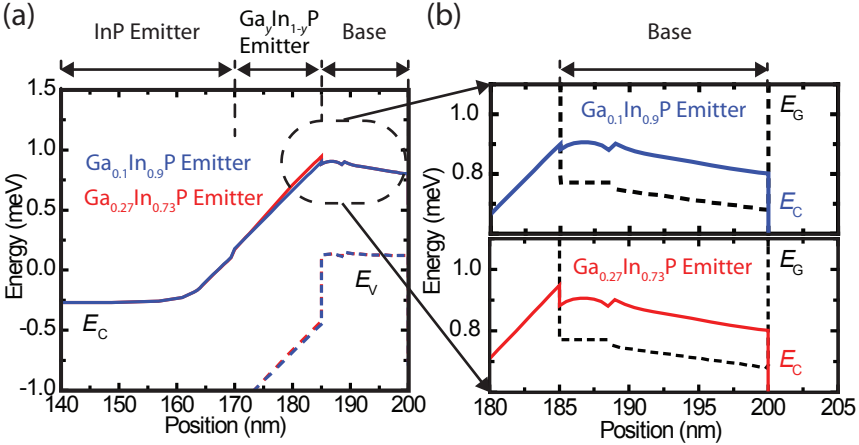 (a)
InP Emitter
GayIn1-yP
Emitter
Base
1.5
1.0
0.5
0.0
-0.5
-1.0
Energy (meV)
Ga0.1In0.9P Emitter
Ga0.27In0.73P Emitter
EC
EV
140 150 160 170 180 190 200
Position (nm)
(b)
Base
1.0
0.8
Ga0.1In0.9P Emitter
EG
EC
Energy (meV)
1.0
0.8
Ga0.27In0.73P Emitter
EG
EC
180 185 190 195 200 205
Position (nm)